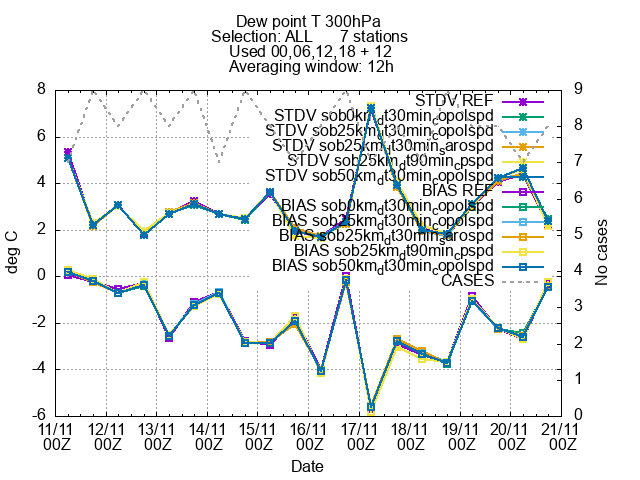 Dew point T 300hPa
Selection: ALL 7 stations
Used 00,06,12,18 + 12
Averaging window: 12h
8
6
4
2
0
-2
-4
-6
deg C
9
8
7
6
5
4
3
2
1
0
No cases
STDV REF
STDV sob0km_dt30min_copolspd
STDV sob25km_dt30min_copolspd
STDV sob25km_dt30min_sarospd
STDV sob25km_dt90min_cpspd
STDV sob50km_dt30min_copolspd
BIAS REF
BIAS sob0km_dt30min_copolspd
BIAS sob25km_dt30min_copolspd
BIAS sob25km_dt30min_sarospd
BIAS sob25km_dt90min_cpspd
BIAS sob50km_dt30min_copolspd
CASES
11/11 12/11 13/11 14/11 15/11 16/11 17/11 18/11 19/11 20/11 21/11
00Z 00Z 00Z 00Z 00Z 00Z 00Z 00Z 00Z 00Z 00Z
Date